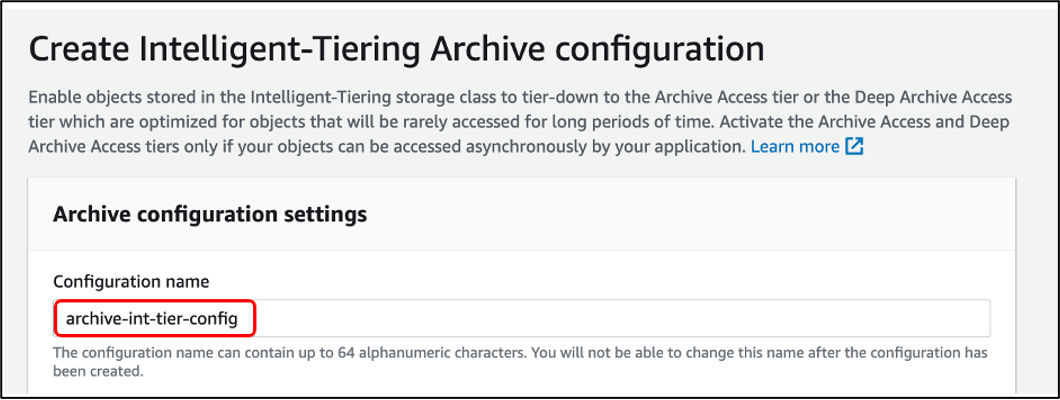 Create Intelligent-Tiering Archive configuration
Enable objects stored in the Intelligent-Tiering storage class to tier-down to the Archive Access tier or the Deep Archive Access
tier which are optimized for objects that will be rarely accessed for long periods of time. Activate the Archive Access and Deep
Archive Access tiers only if your objects can be accessed asynchronously by your application. Learn more
Archive configuration settings
Configuration name
archive-int-tier-config
The configuration name can contain up to 64 alphanumeric characters. You will not be able to change this name after the configuration has
been created.